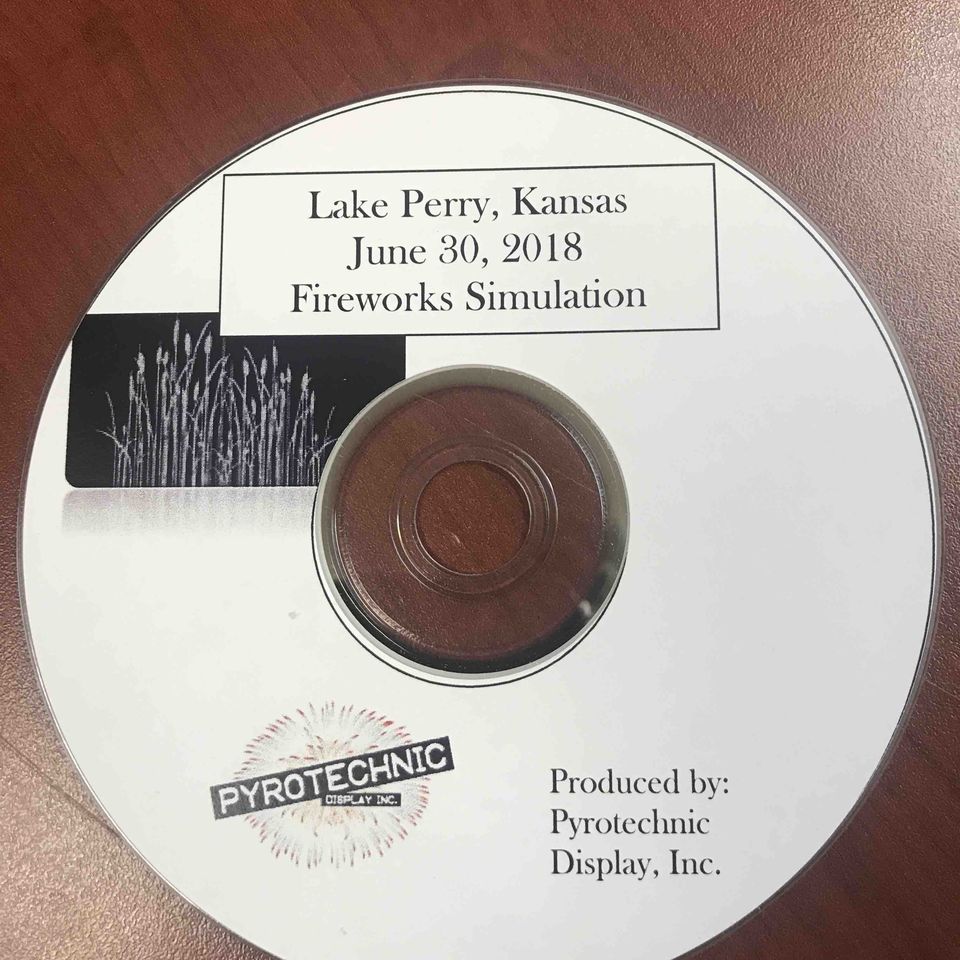 Lake Perry, Kansas
June 30, 2018
Fireworks Simulation
PYROTECHNIC
DISPLAY INC.
Produced by:
Pyrotechnic
Display, Inc.